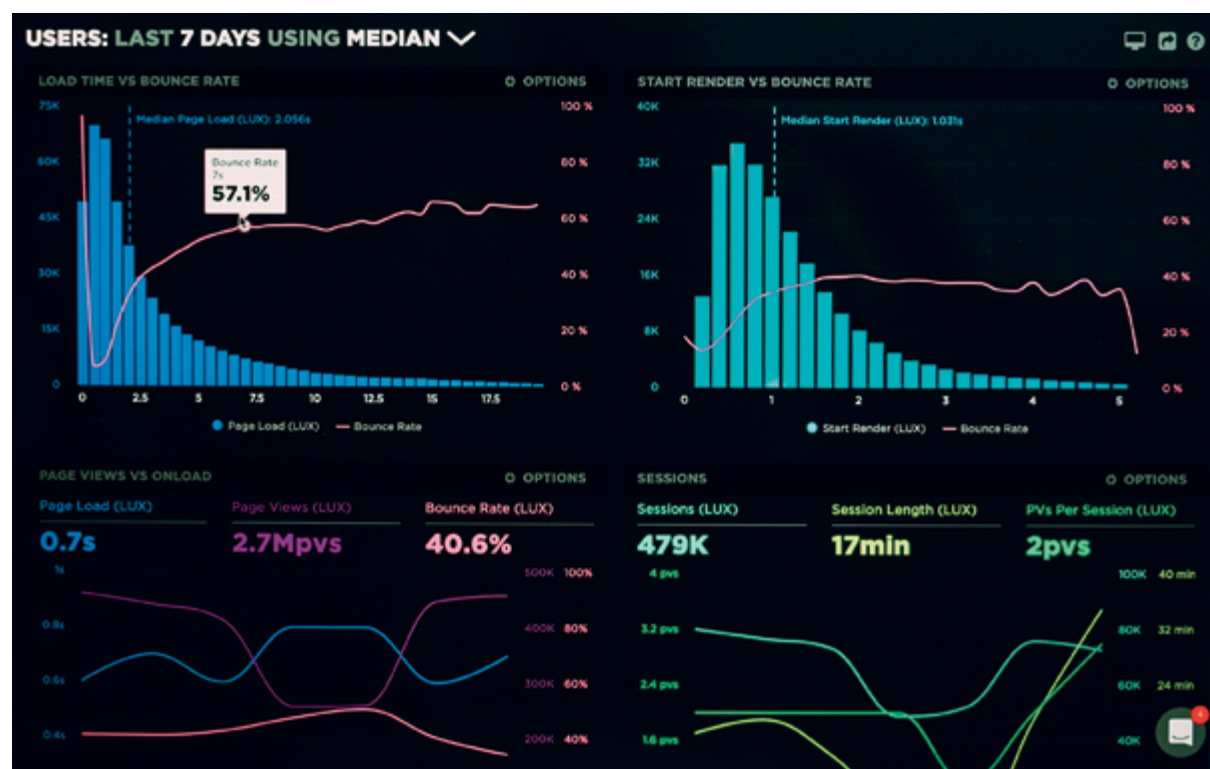 USERS: LAST 7 DAYS USING MEDIAN
LOAD TIME VS BOUNCE RATE
OPTIONS
75K
60K
45K
30K
15K
0
Median Page Load (LUX): 2.056s
Bounce Rate
7s
57.1%
100 %
80 %
60 %
40 %
20 %
0 %
0 2.5 5 7.5 10 12.5 15 17.5
Page Load (LUX) Bounce Rate
START RENDER VS BOUNCE RATE
OPTIONS
40K
32K
24K
16K
8K
0
Median Start Render (LUX): 1.031s
100 %
80 %
60 %
40 %
20 %
0 %
0 1 2 3 4 5
Start Render (LUX) Bounce Rate
PAGE VIEWS VS ONLOAD
OPTIONS
Page Load (LUX) Page Views (LUX) Bounce Rate (LUX)
0.7s 2.7Mpvs 40.6%
1s 500K 100%
0.8s 400K 80%
0.6s 300K 60%
0.4s 200K 40%
SESSIONS
OPTIONS
Sessions (LUX) Session Length (LUX) PVs Per Session (LUX)
479K 17min 2pvs
4 pvs 100K 40 min
3.2 pvs 80K 32 min
2.4 pvs 60K 24 min
1.6 pvs 40K
4